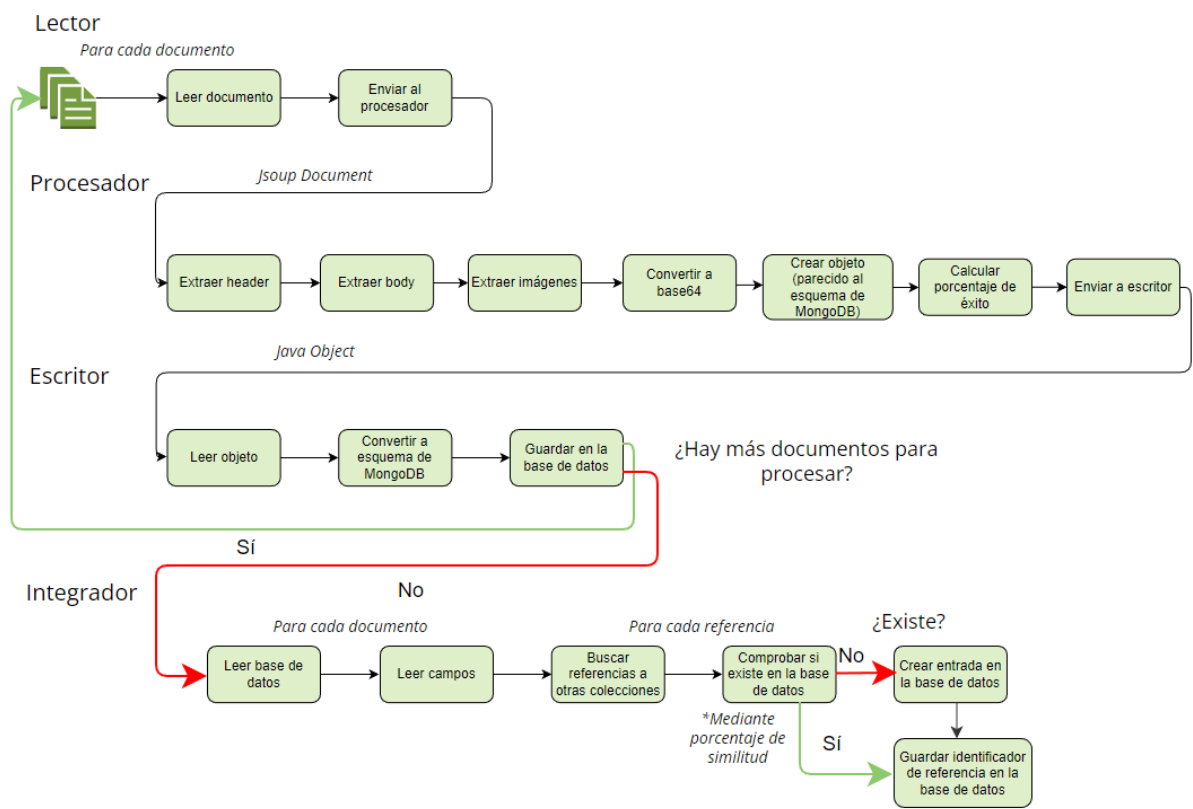 Lector
Para cada documento
Leer documento
Enviar al
procesador
Procesador
Jsoup Document
Extraer header
Extraer body
Extraer imágenes
Convertir a
base64
Crear objeto
(parecido al
esquema de
MongoDB)
Calcular
porcentaje de
éxito
Enviar a escritor
Java Object
Escritor
Leer objeto
Convertir a
esquema de
MongoDB
Guardar en la
base de datos
¿Hay más documentos para
procesar?
Sí
No
Integrador
Para cada documento
Para cada referencia
¿Existe?
Leer base de
datos
Leer campos
Buscar
referencias a
otras colecciones
Comprobar si
existe en la base
de datos
No
Crear entrada en
la base de datos
*Mediante
porcentaje de
similitud
Sí
Guardar identificador
de referencia en la
base de datos